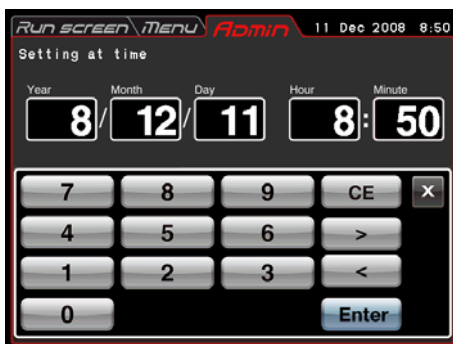 Run screen \ Menu \ Admin 11 Dec 2008 8:50
Setting at time
Year Month Day Hour Minute
8 / 12 / 11 8 : 50
7 8 9 CE X
4 5 6 >
1 2 3 <
0 Enter